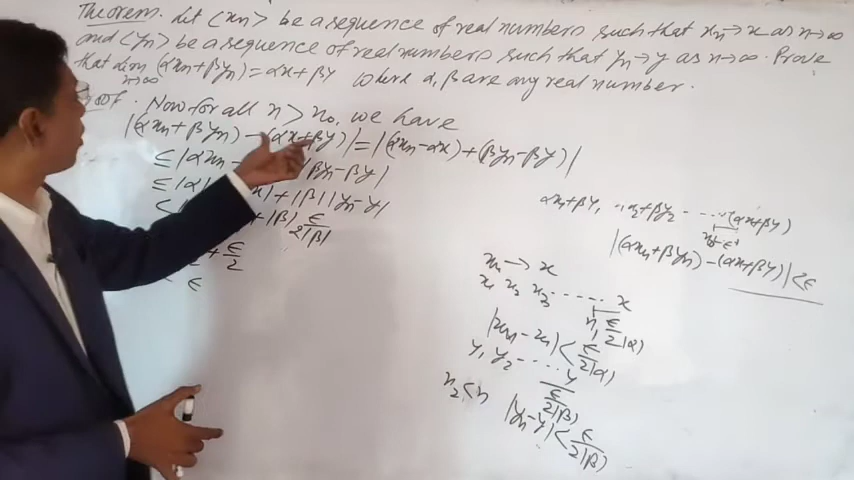 Theorem. Let <xn> be a sequence of real numbers such that xn→x as n→∞
and <yn> be a sequence of real numbers such that yn→y as n→∞. Prove
that lim n→∞ (αxn+βyn)=αx+βy where α, β are any real number.
Proof. Now for all n > n0, we have
|(αxn+βyn)-(αx+βy)|=|(αxn-αx)+(βyn-βy)|
≤|αxn- |βyn-βy|
≤|α| x|+|β||yn-y|
< +|β| ε/2|β|
+ ε/2
< ε
αx1+βy1 x2+βy2 ----- (αx+βy)
|(αxn+βyn)-(αx+βy)|<ε
xn → x
x1 x2 x3 ------ x
n1 ε/2|α|
|xn-x|<ε/2|α|
y1 y2 ------ y
ε/2|β|
n2<n |yn-y|<ε/2|β|